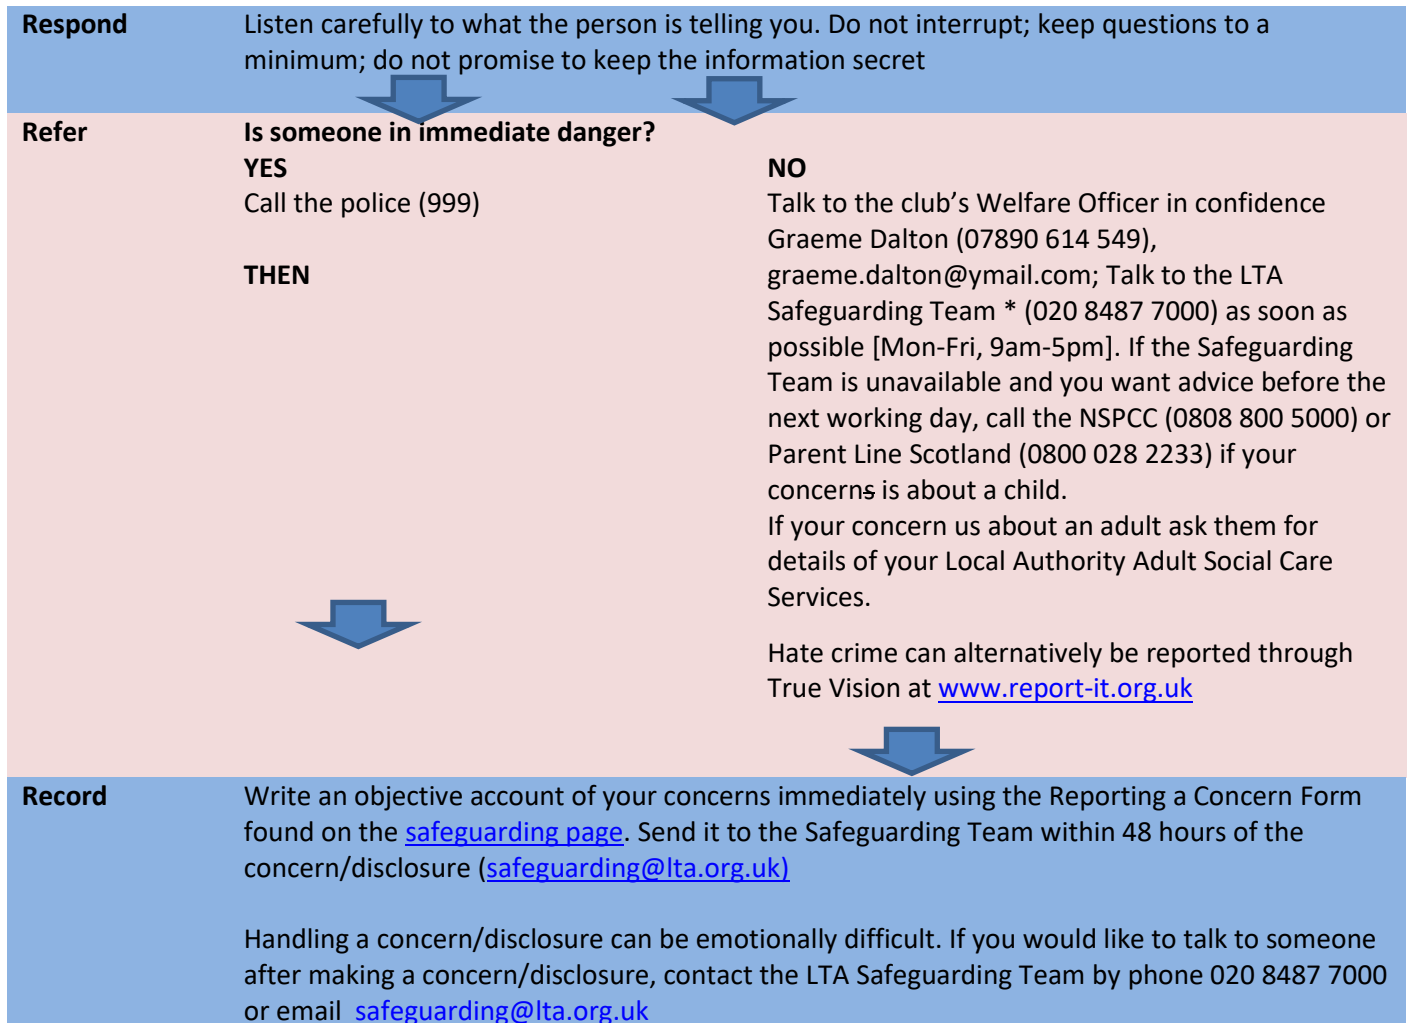 Respond
Listen carefully to what the person is telling you. Do not interrupt; keep questions to a
minimum; do not promise to keep the information secret
Refer
Is someone in immediate danger?
YES
Call the police (999)
THEN
NO
Talk to the club’s Welfare Officer in confidence
Graeme Dalton (07890 614 549),
graeme.dalton@ymail.com; Talk to the LTA
Safeguarding Team * (020 8487 7000) as soon as
possible [Mon-Fri, 9am-5pm]. If the Safeguarding
Team is unavailable and you want advice before the
next working day, call the NSPCC (0808 800 5000) or
Parent Line Scotland (0800 028 2233) if your
concerns is about a child.
If your concern us about an adult ask them for
details of your Local Authority Adult Social Care
Services.
Hate crime can alternatively be reported through
True Vision at www.report-it.org.uk
Record
Write an objective account of your concerns immediately using the Reporting a Concern Form
found on the safeguarding page. Send it to the Safeguarding Team within 48 hours of the
concern/disclosure (safeguarding@lta.org.uk)
Handling a concern/disclosure can be emotionally difficult. If you would like to talk to someone
after making a concern/disclosure, contact the LTA Safeguarding Team by phone 020 8487 7000
or email  safeguarding@lta.org.uk